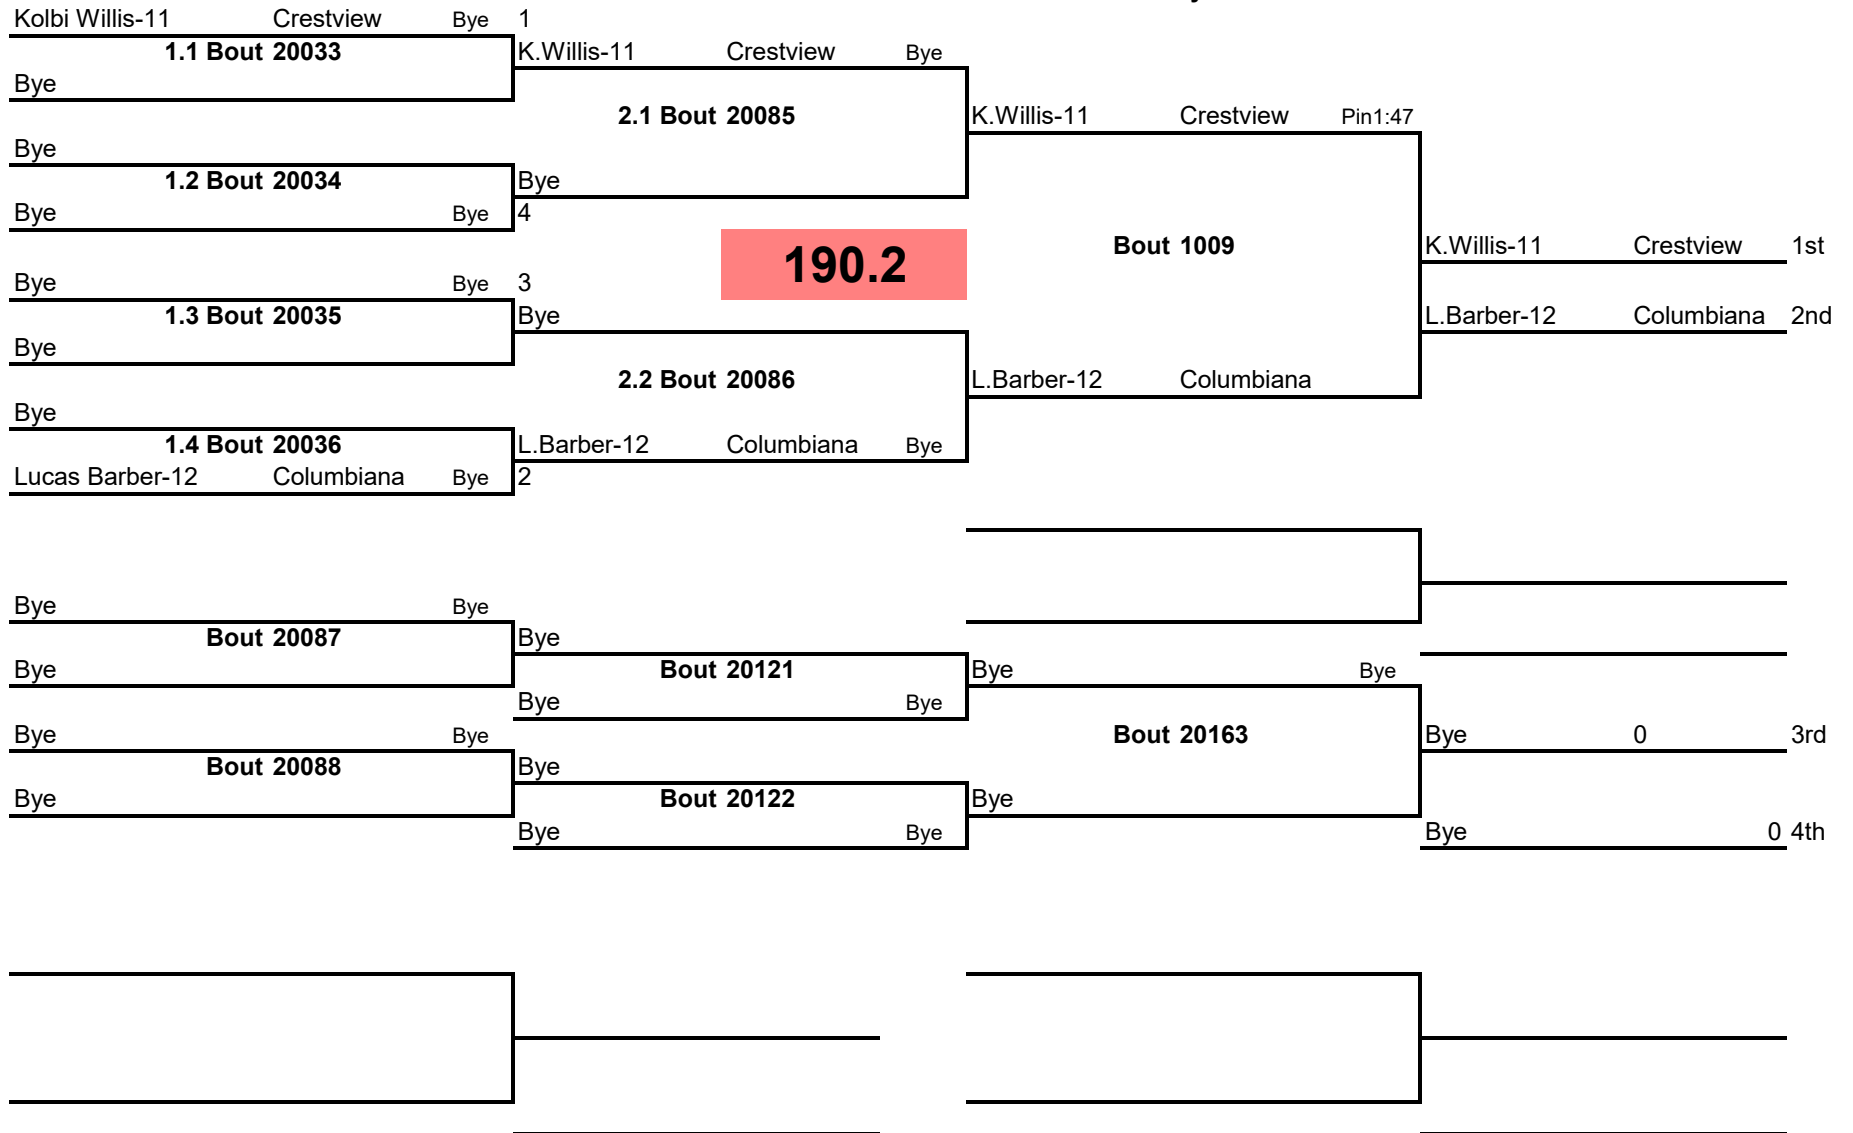 Kolbi Willis-11 Crestview Bye 1
1.1 Bout 20033 K.Willis-11 Crestview Bye
Bye
2.1 Bout 20085 K.Willis-11 Crestview Pin1:47
Bye
1.2 Bout 20034 Bye
Bye Bye 4
190.2 Bout 1009 K.Willis-11 Crestview 1st
Bye Bye 3
1.3 Bout 20035 Bye L.Barber-12 Columbiana 2nd
Bye
2.2 Bout 20086 L.Barber-12 Columbiana
Bye
1.4 Bout 20036 L.Barber-12 Columbiana Bye
Lucas Barber-12 Columbiana Bye 2
Bye Bye
Bout 20087 Bye
Bye Bout 20121 Bye Bye
Bye Bye
Bye Bye Bout 20163 Bye 0 3rd
Bout 20088 Bye
Bye Bout 20122 Bye
Bye Bye Bye 0 4th